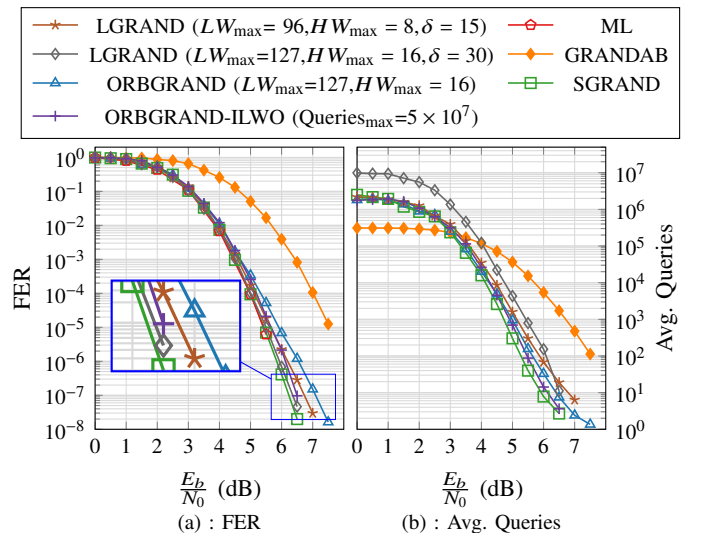 LGRAND (LWmax= 96,HWmax = 8,δ = 15)
LGRAND (LWmax=127,HWmax = 16,δ = 30)
ORBGRAND (LWmax=127,HWmax = 16)
ORBGRAND-ILWO (Queriesmax=5 × 10^7)
ML
GRANDAB
SGRAND
FER
10^0
10^−1
10^−2
10^−3
10^−4
10^−5
10^−6
10^−7
10^−8
0 1 2 3 4 5 6 7
E_b/N_0 (dB)
(a) : FER
Avg. Queries
10^7
10^6
10^5
10^4
10^3
10^2
10^1
10^0
0 1 2 3 4 5 6 7
E_b/N_0 (dB)
(b) : Avg. Queries